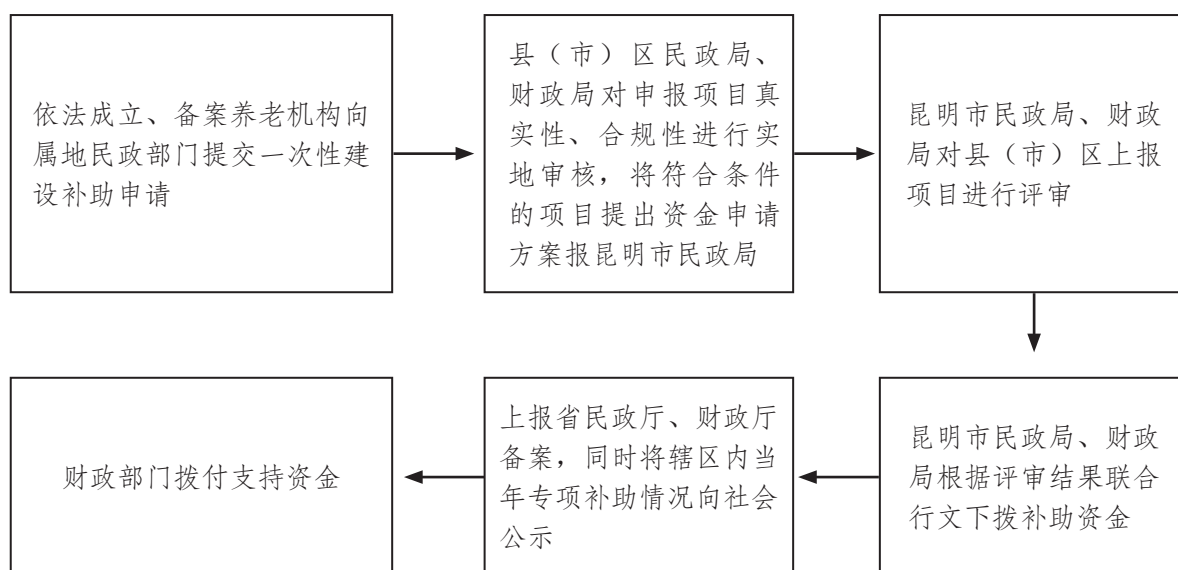 依法成立、备案养老机构向
属地民政部门提交一次性建
设补助申请
县（市）区民政局、
财政局对申报项目真
实性、合规性进行实
地审核，将符合条件
的项目提出资金申请
方案报昆明市民政局
昆明市民政局、财政
局对县（市）区上报
项目进行评审
昆明市民政局、财政
局根据评审结果联合
行文下拨补助资金
上报省民政厅、财政厅
备案，同时将辖区内当
年专项补助情况向社会
公示
财政部门拨付支持资金